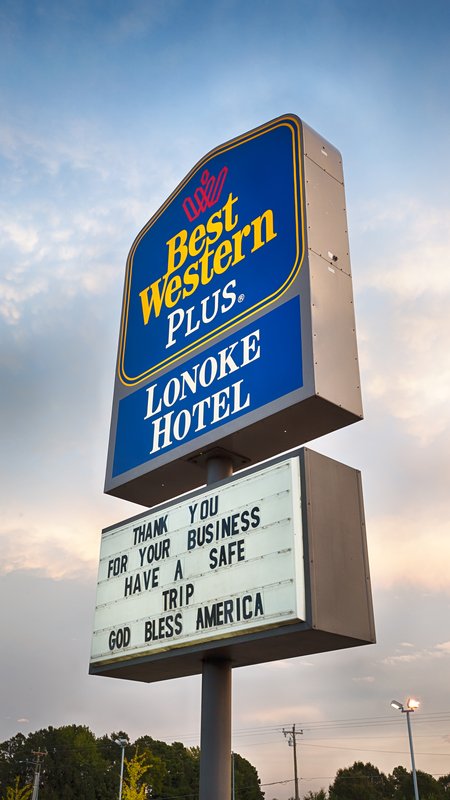 Best
Western
PLUS®
LONOKE
HOTEL
THANK YOU
FOR YOUR BUSINESS
HAVE A SAFE
TRIP
GOD BLESS AMERICA